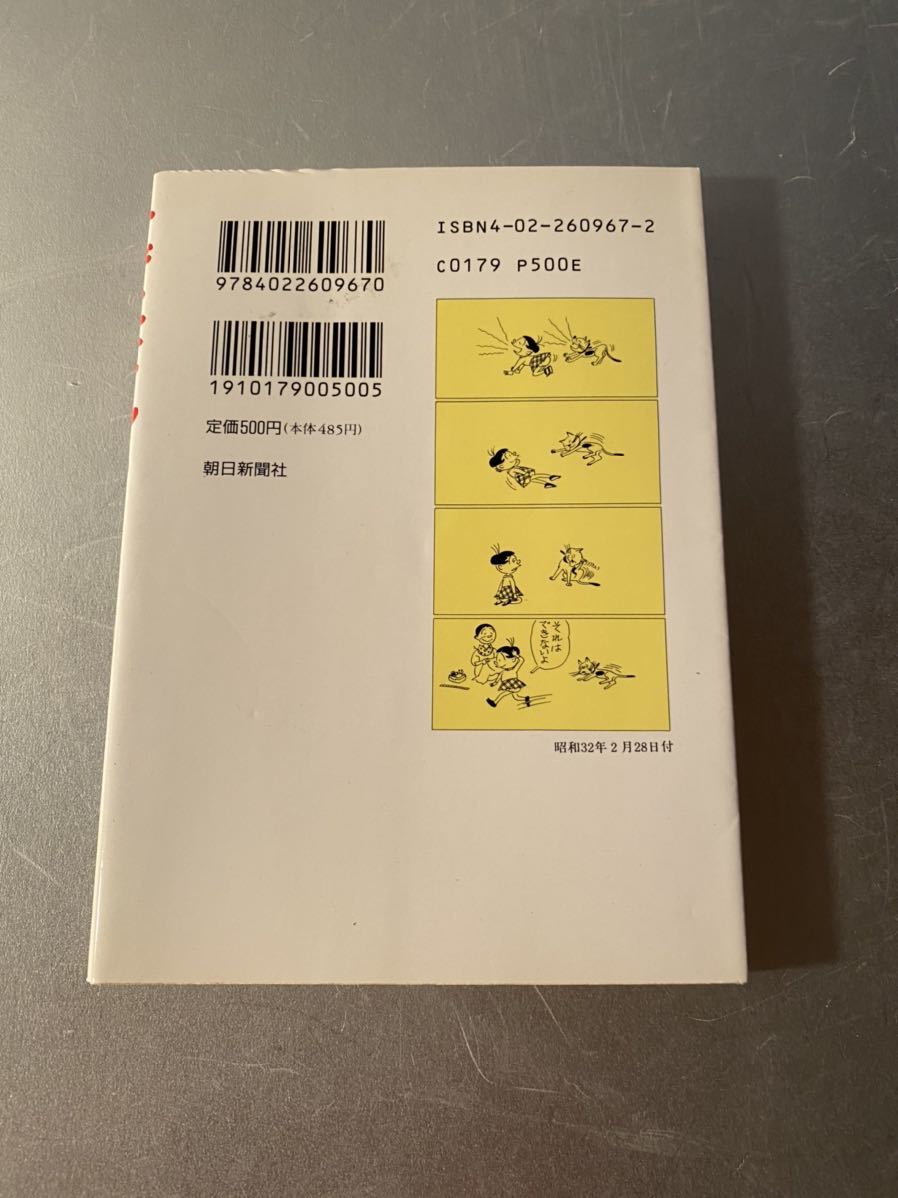 9784022609670
1910179005005
定価500円(本体485円)
朝日新聞社
ISBN4-02-260967-2
C0179 P500E
それは
できないよ
昭和32年2月28日付